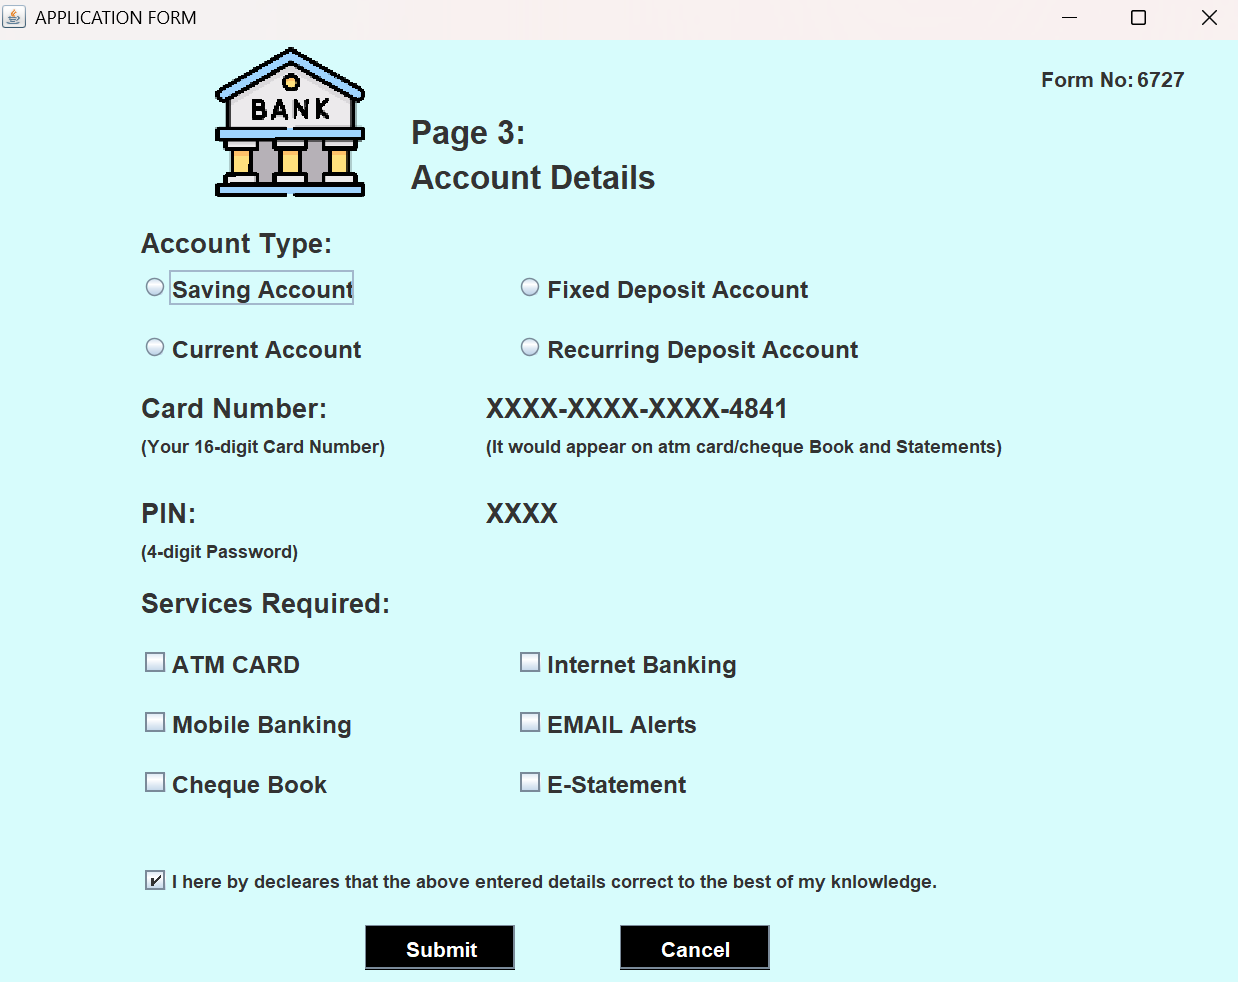 APPLICATION FORM
Form No: 6727
BANK
Page 3:
Account Details
Account Type:
Saving Account Fixed Deposit Account
Current Account Recurring Deposit Account
Card Number: XXXX-XXXX-XXXX-4841
(Your 16-digit Card Number) (It would appear on atm card/cheque Book and Statements)
PIN: XXXX
(4-digit Password)
Services Required:
ATM CARD Internet Banking
Mobile Banking EMAIL Alerts
Cheque Book E-Statement
I here by decleares that the above entered details correct to the best of my knlowledge.
Submit Cancel